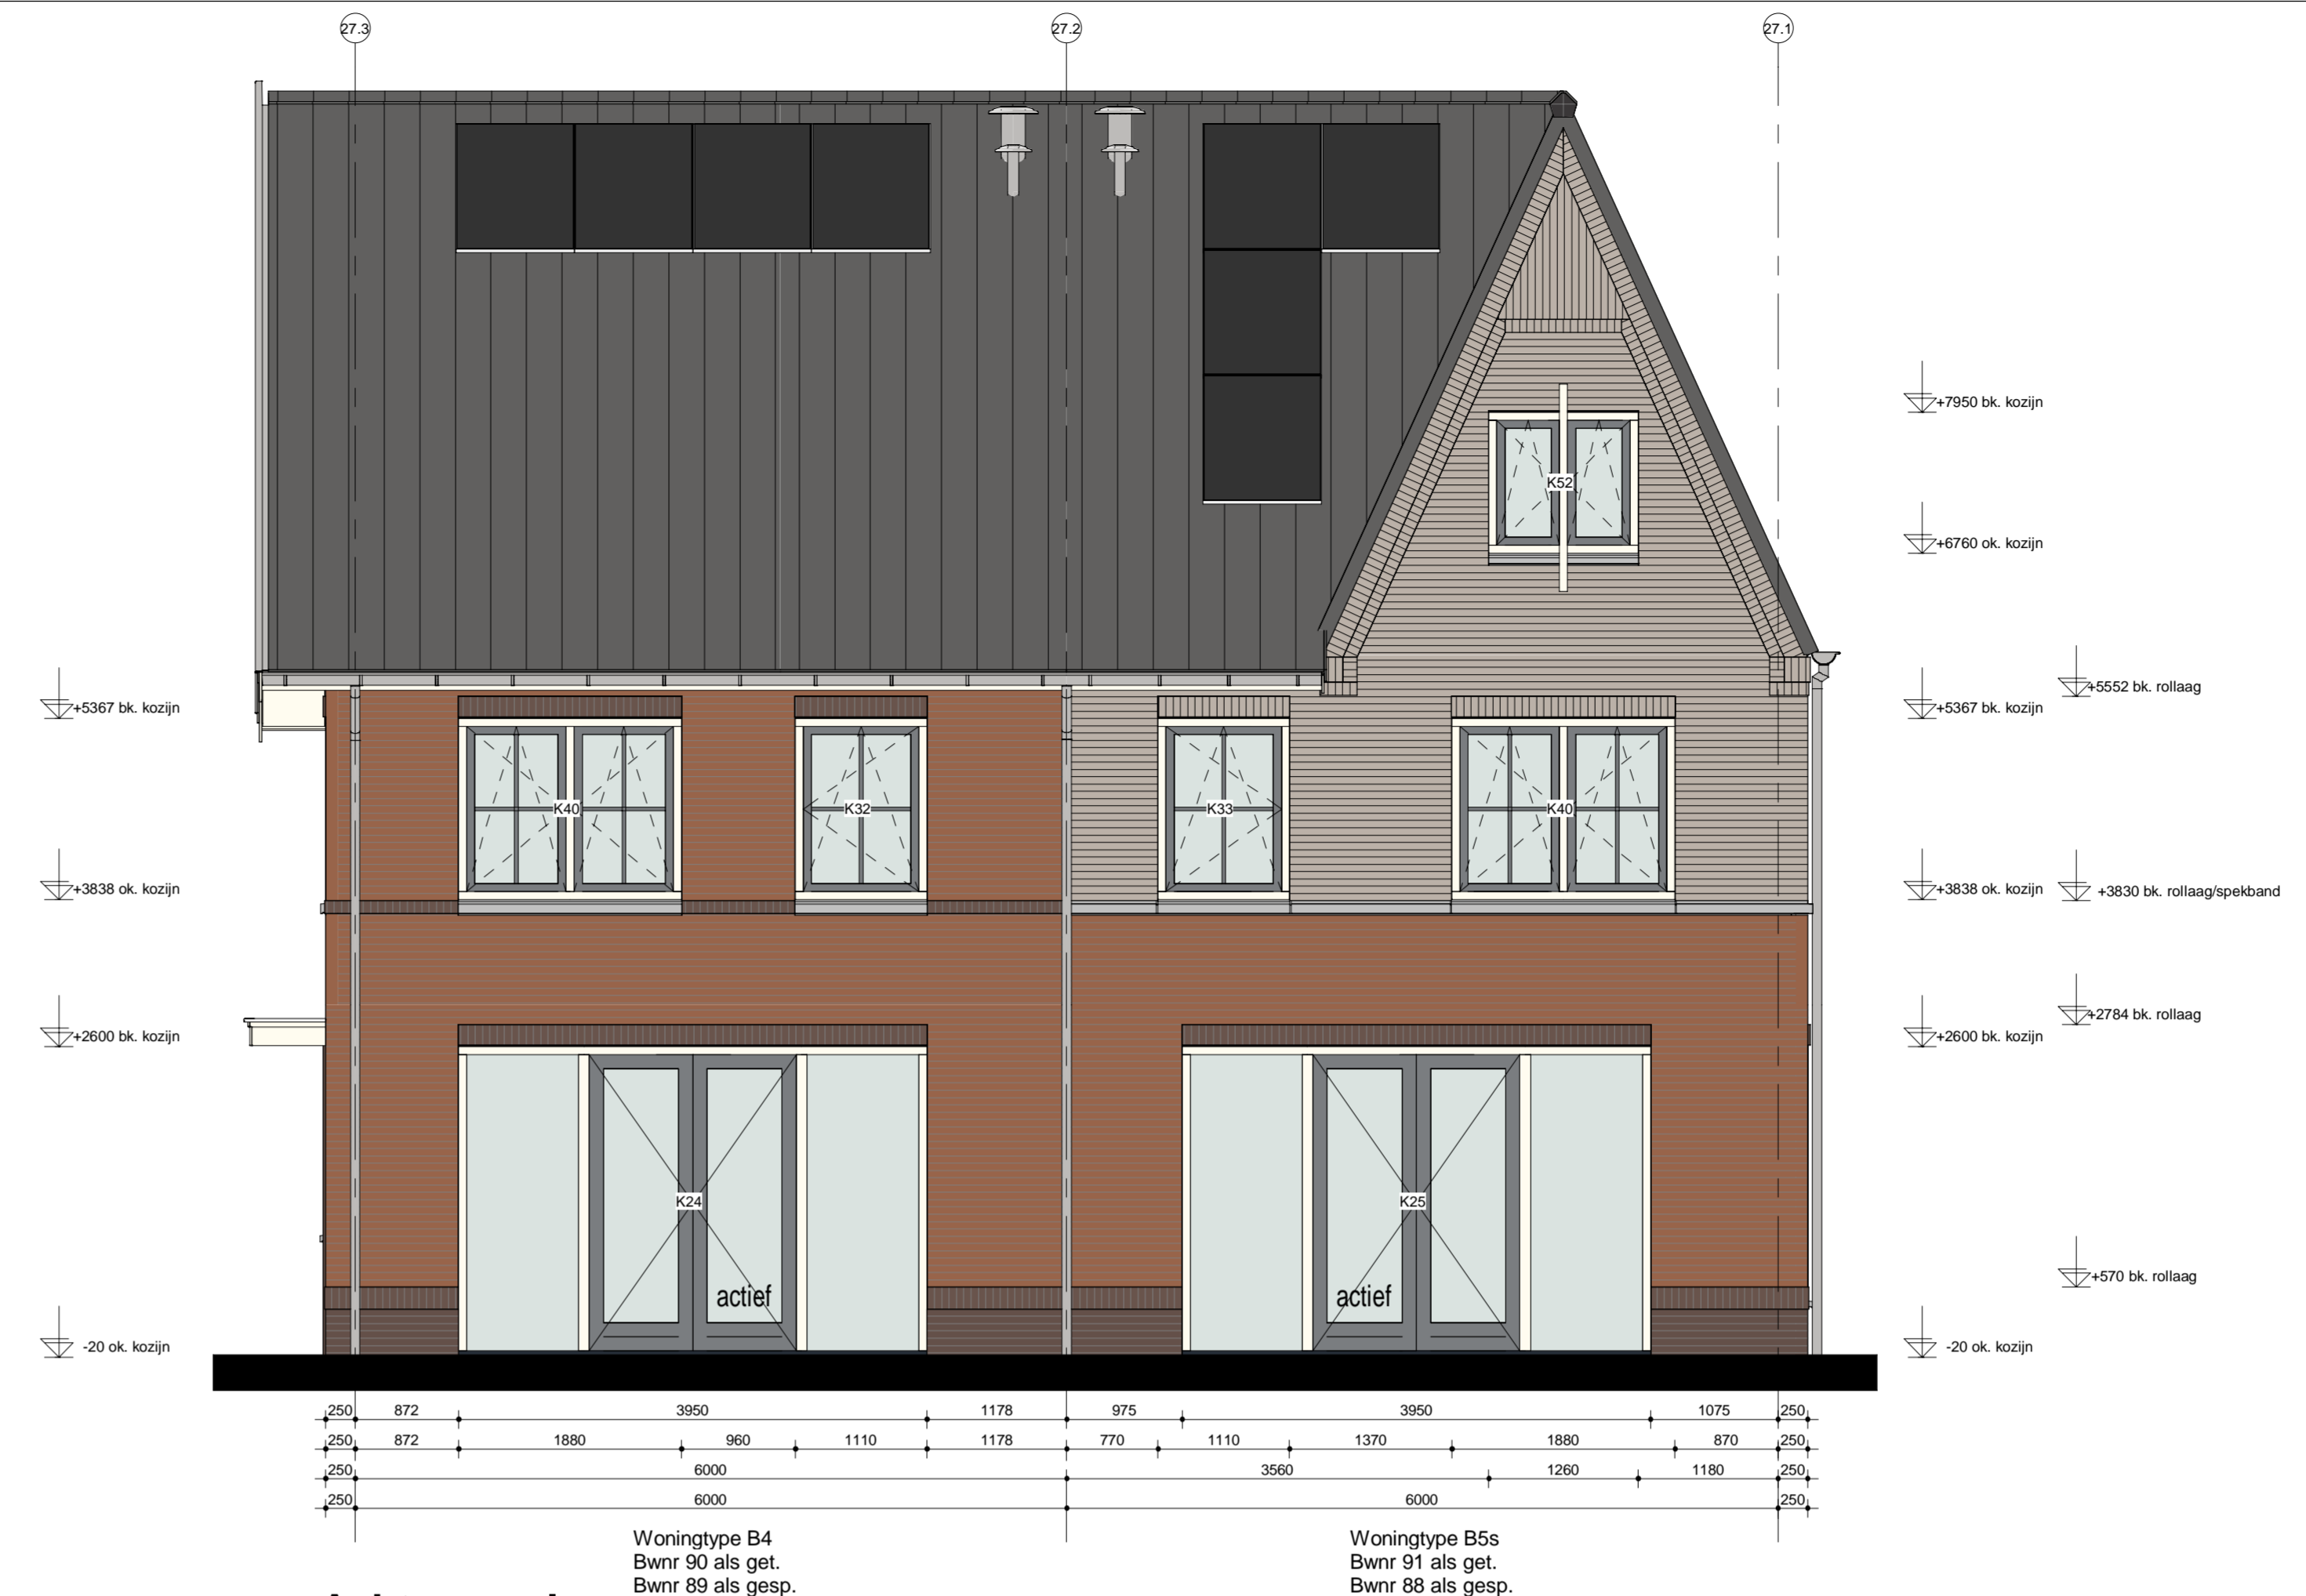 27.3 27.2 27.1
+7950 bk. kozijn
K52
+6760 ok. kozijn
+5552 bk. rollaag
+5367 bk. kozijn +5367 bk. kozijn
K40 K32 K33 K40
+3838 ok. kozijn +3838 ok. kozijn +3830 bk. rollaag/spekband
+2784 bk. rollaag
+2600 bk. kozijn +2600 bk. kozijn
K24 K25
+570 bk. rollaag
actief actief
-20 ok. kozijn -20 ok. kozijn
250 872 3950 1178 975 3950 1075 250
250 872 1880 960 1110 1178 770 1110 1370 1880 870 250
250 6000 3560 1260 1180 250
250 6000 6000 250
Woningtype B4
Bwnr 90 als get.
Bwnr 89 als gesp.
Woningtype B5s
Bwnr 91 als get.
Bwnr 88 als gesp.